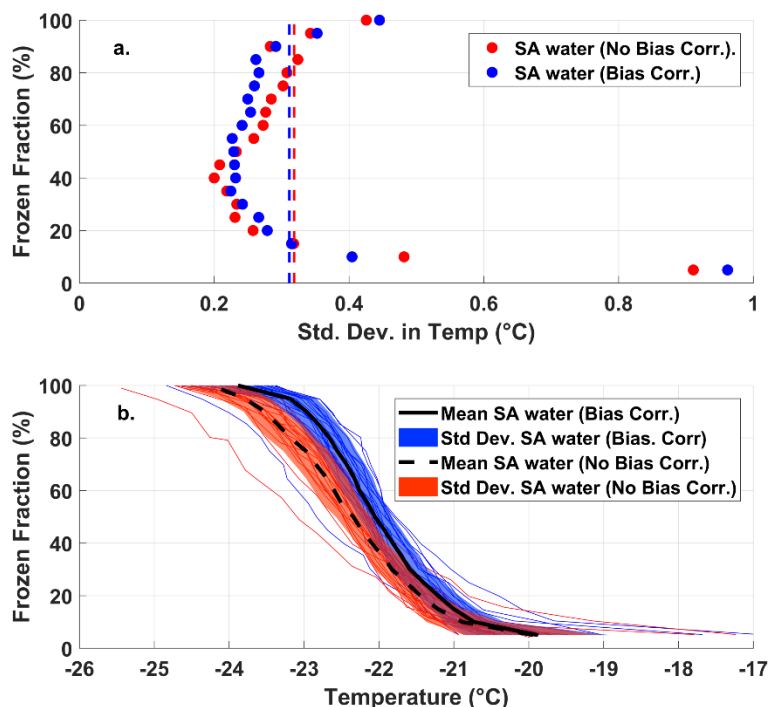 a.
SA water (No Bias Corr.).
SA water (Bias Corr.)
Frozen Fraction (%)
100
80
60
40
20
0
0
0.2
0.4
0.6
0.8
1
Std. Dev. in Temp (°C)
b.
Mean SA water (Bias Corr.)
Std Dev. SA water (Bias. Corr)
Mean SA water (No Bias Corr.)
Std Dev. SA water (No Bias Corr.)
Frozen Fraction (%)
100
80
60
40
20
0
-26
-25
-24
-23
-22
-21
-20
-19
-18
-17
Temperature (°C)